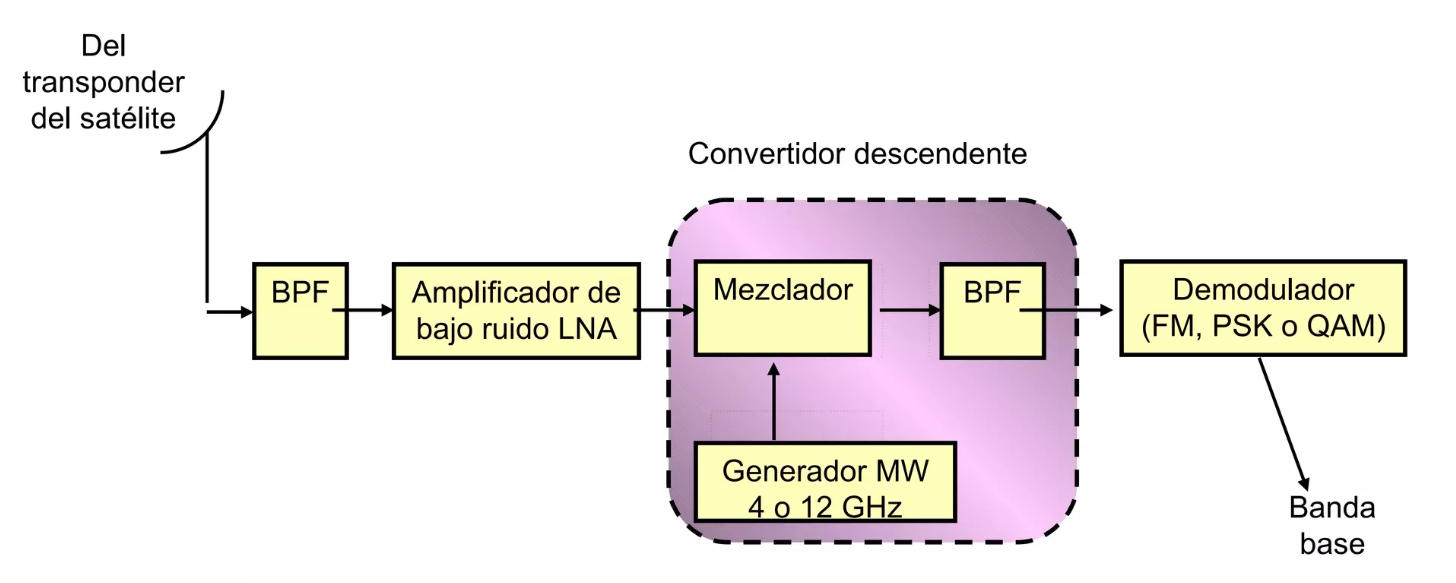 Del
transponder
del satélite
Convertidor descendente
BPF
Amplificador de
bajo ruido LNA
Mezclador
BPF
Demodulador
(FM, PSK o QAM)
Generador MW
4 o 12 GHz
Banda
base